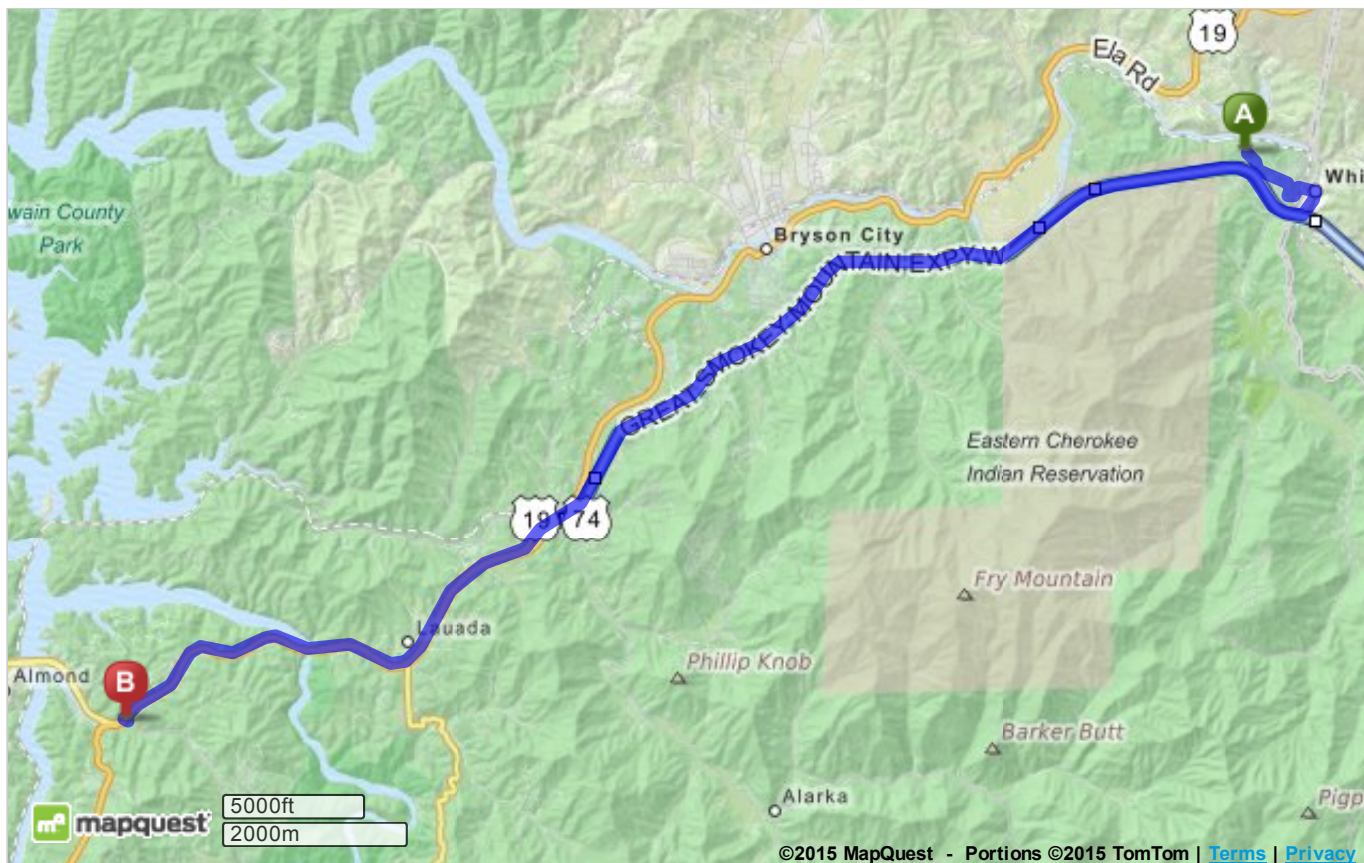 19
Ela Rd
A
Whi
wain County
Park
Bryson City
GREAT SMOKEY MOUNTAIN EXPY W
Eastern Cherokee
Indian Reservation
19 74
Fry Mountain
Lauada
Phillip Knob
Almond
B
Barker Butt
Alarka
Pigp
5000ft
2000m
mq mapquest
©2015 MapQuest - Portions ©2015 TomTom | Terms | Privacy